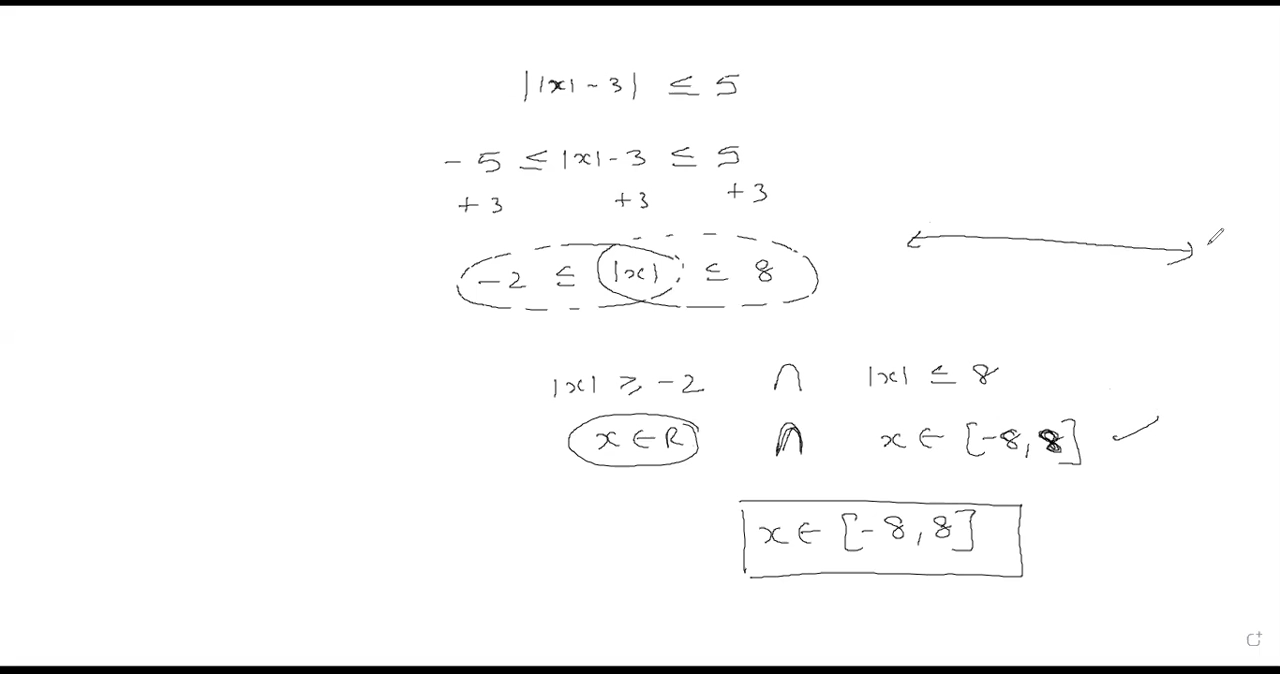 ||x| - 3| ≤ 5
- 5 ≤ |x| - 3 ≤ 5
+ 3 + 3 + 3
- 2 ≤ |x| ≤ 8
|x| ≥ - 2 ∩ |x| ≤ 8
x ∈ R ∩ x ∈ [-8, 8]
x ∈ [-8, 8]